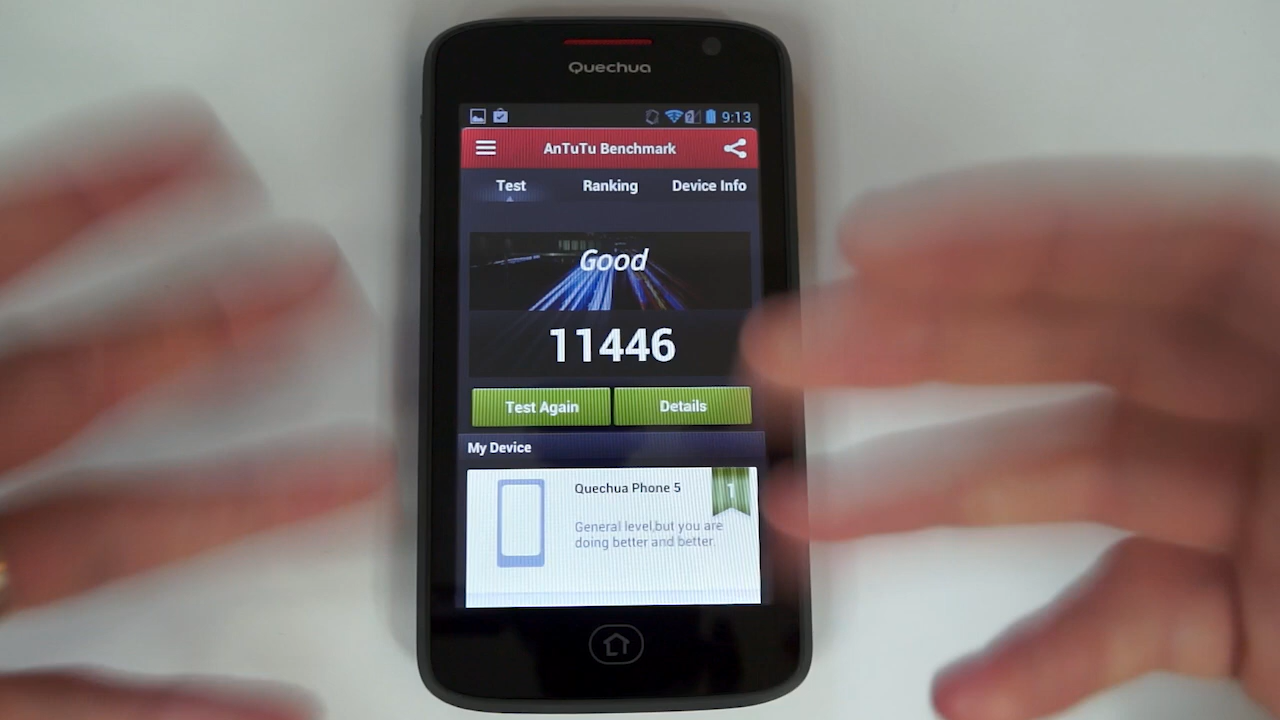 Quechua
9:13
AnTuTu Benchmark
Test Ranking Device Info
Good
11446
Test Again Details
My Device
Quechua Phone 5
1
General level,but you are
doing better and better.